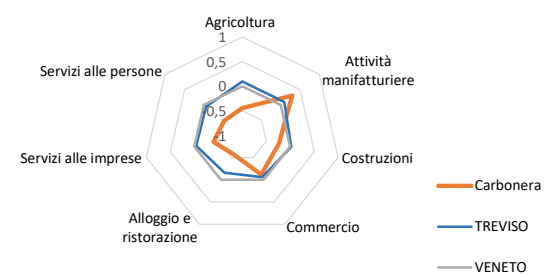 Agricoltura
1
0,5
0
-0,5
-1
Attività
manifatturiere
Costruzioni
Commercio
Alloggio e
ristorazione
Servizi alle imprese
Servizi alle persone
Carbonera
TREVISO
VENETO